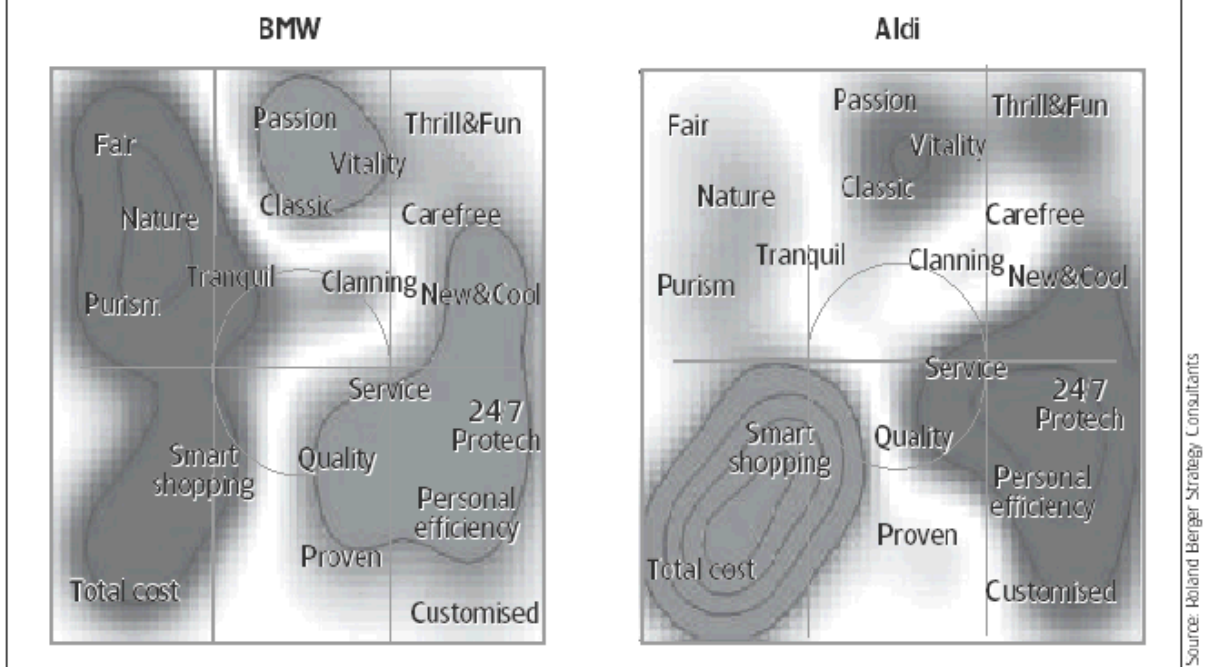 BMW
Passion
Thrill&Fun
Fair
Vitality
Nature
Classic
Carefree
Tranquil
Clanning
New&Cool
Purism
Service
24/7
Protech
Smart
shopping
Quality
Personal
efficiency
Proven
Total cost
Customised
Aldi
Passion
Thrill&Fun
Fair
Vitality
Nature
Classic
Carefree
Tranquil
Clanning
New&Cool
Purism
Service
24/7
Protech
Smart
shopping
Quality
Personal
efficiency
Proven
Total cost
Customised
Source: Roland Berger Strategy Consultants